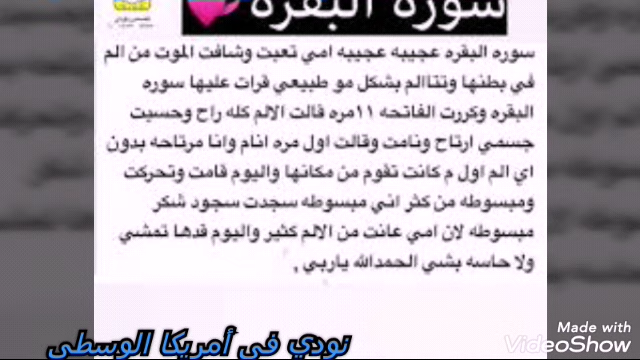 سورة البقره
سوره البقره عجيبه عجيبه امي تعبت وشافت الموت من الم
في بطنها وتتاالم بشكل مو طبيعي قرات عليها سوره
البقره وكررت الفاتحه ١١مره قالت الالم كله راح وحسيت
جسمي ارتاح ونامت وقالت اول مره انام وانا مرتاحه بدون
اي الم اول م كانت تقوم من مكانها واليوم قامت وتحركت
ومبسوطه من كثر اني مبسوطه سجدت سجود شكر
مبسوطه لان امي عانت من الالم كثير واليوم قدها تمشي
ولا حاسه بشي الحمدالله ياربي ,
نودي في أمريكا الوسطى
Made with
VideoShow